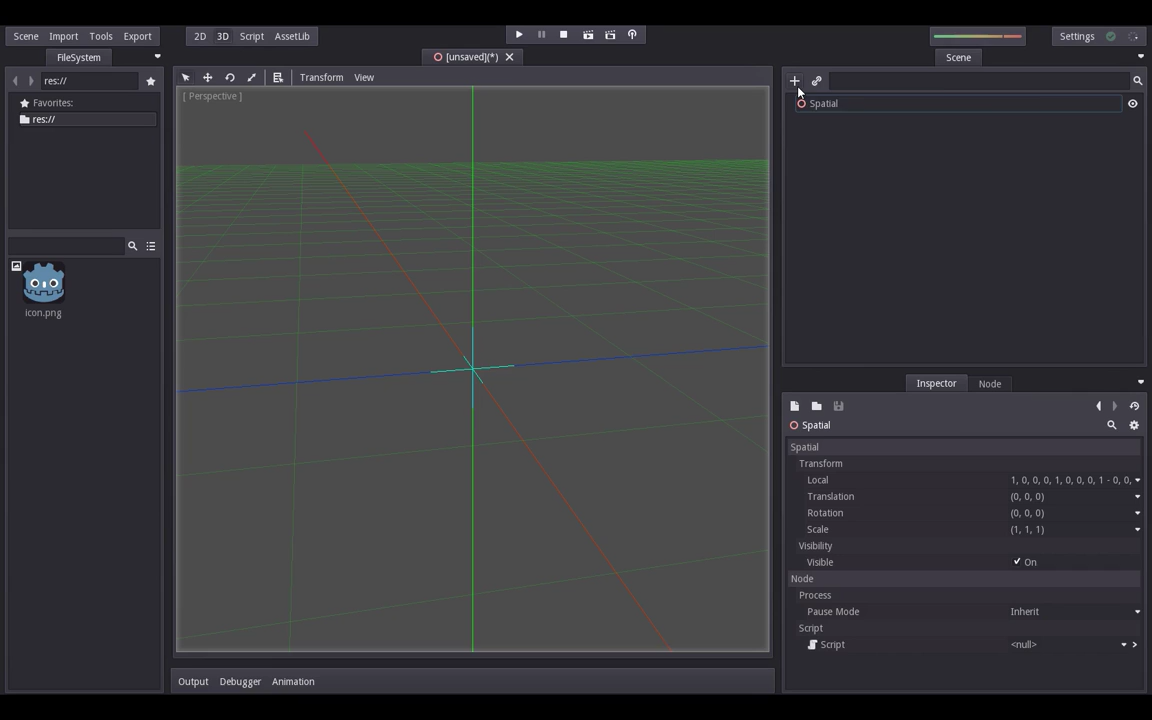 Scene Import Tools Export
2D 3D Script AssetLib
Settings
FileSystem
[unsaved](*)
Scene
res://
Transform View
[ Perspective ]
Favorites:
res://
Spatial
icon.png
Inspector Node
Spatial
Spatial
Transform
Local 1, 0, 0, 0, 1, 0, 0, 0, 1 - 0, 0,
Translation (0, 0, 0)
Rotation (0, 0, 0)
Scale (1, 1, 1)
Visibility
Visible On
Node
Process
Pause Mode Inherit
Script
Script <null>
Output Debugger Animation